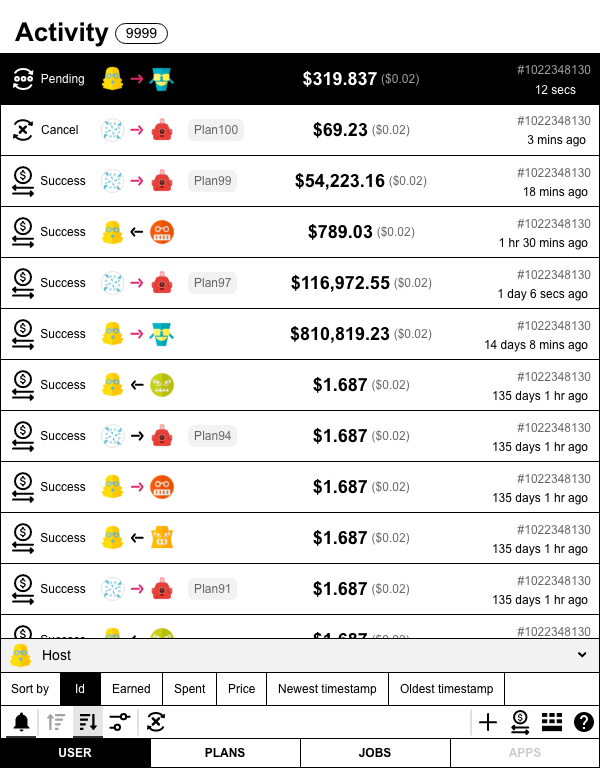 Activity 9999
Pending $319.837 ($0.02) #1022348130
12 secs
Cancel Plan100 $69.23 ($0.02) #1022348130
3 mins ago
Success Plan99 $54,223.16 ($0.02) #1022348130
18 mins ago
Success $789.03 ($0.02) #1022348130
1 hr 30 mins ago
Success Plan97 $116,972.55 ($0.02) #1022348130
1 day 6 secs ago
Success $810,819.23 ($0.02) #1022348130
14 days 8 mins ago
Success $1.687 ($0.02) #1022348130
135 days 1 hr ago
Success Plan94 $1.687 ($0.02) #1022348130
135 days 1 hr ago
Success $1.687 ($0.02) #1022348130
135 days 1 hr ago
Success $1.687 ($0.02) #1022348130
135 days 1 hr ago
Success Plan91 $1.687 ($0.02) #1022348130
135 days 1 hr ago
Success $1.687 ($0.02) #1022348130
Host
Sort by Id Earned Spent Price Newest timestamp Oldest timestamp
USER PLANS JOBS APPS